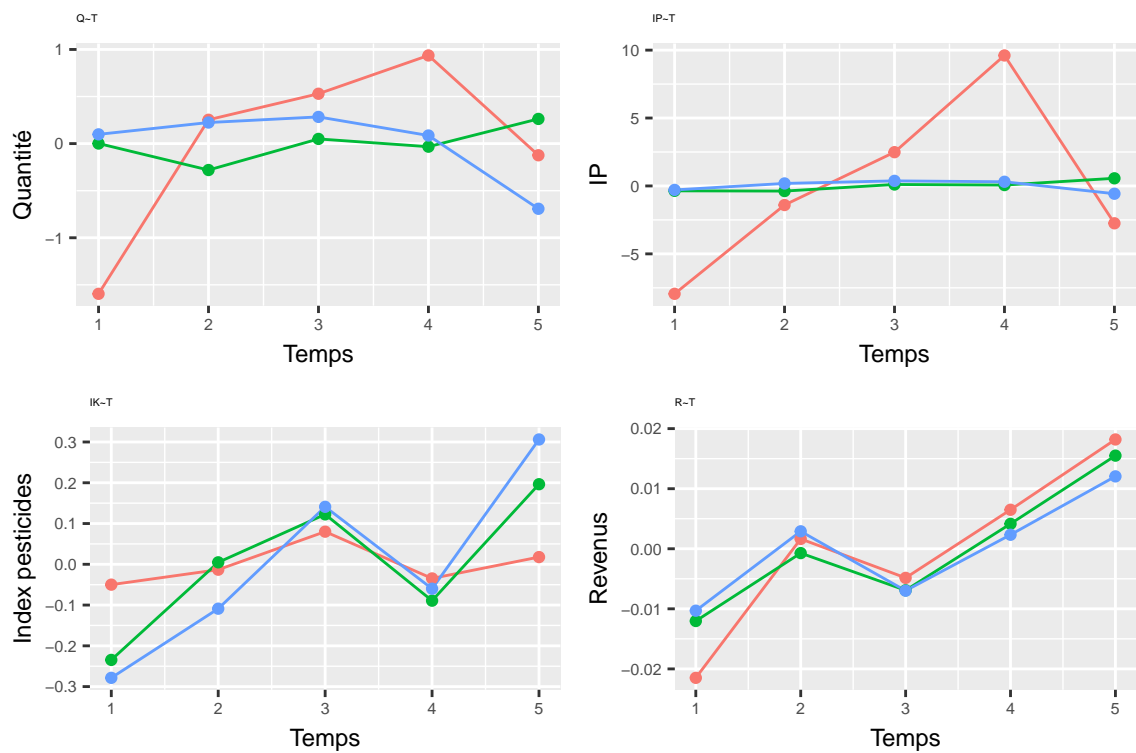 Q~T
1
0
−1
Quantité
1 2 3 4 5
Temps
IP~T
10
5
0
−5
IP
1 2 3 4 5
Temps
IK~T
0.3
0.2
0.1
0.0
−0.1
−0.2
−0.3
Index pesticides
1 2 3 4 5
Temps
R~T
0.02
0.01
0.00
−0.01
−0.02
Revenus
1 2 3 4 5
Temps